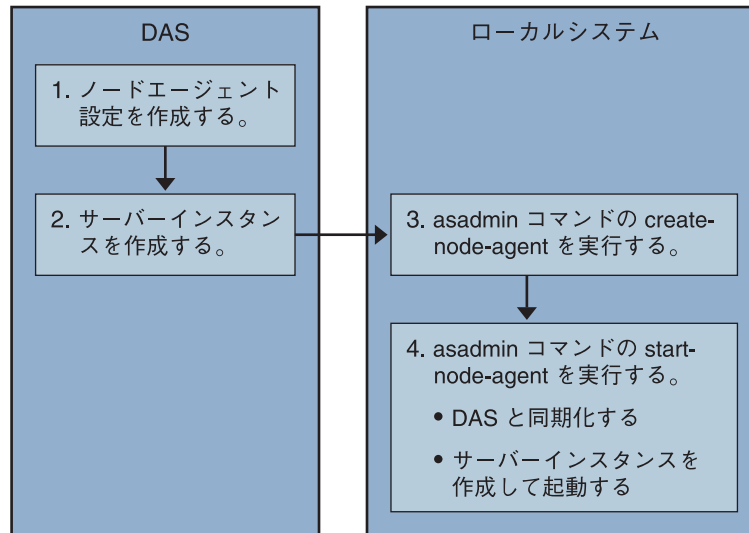 DAS
1. ノードエージェント
設定を作成する。
2. サーバーインスタン
スを作成する。
ローカルシステム
3. asadmin コマンドの create-
node-agent を実行する。
4. asadmin コマンドの start-
node-agent を実行する。
• DAS と同期化する
• サーバーインスタンスを
作成して起動する